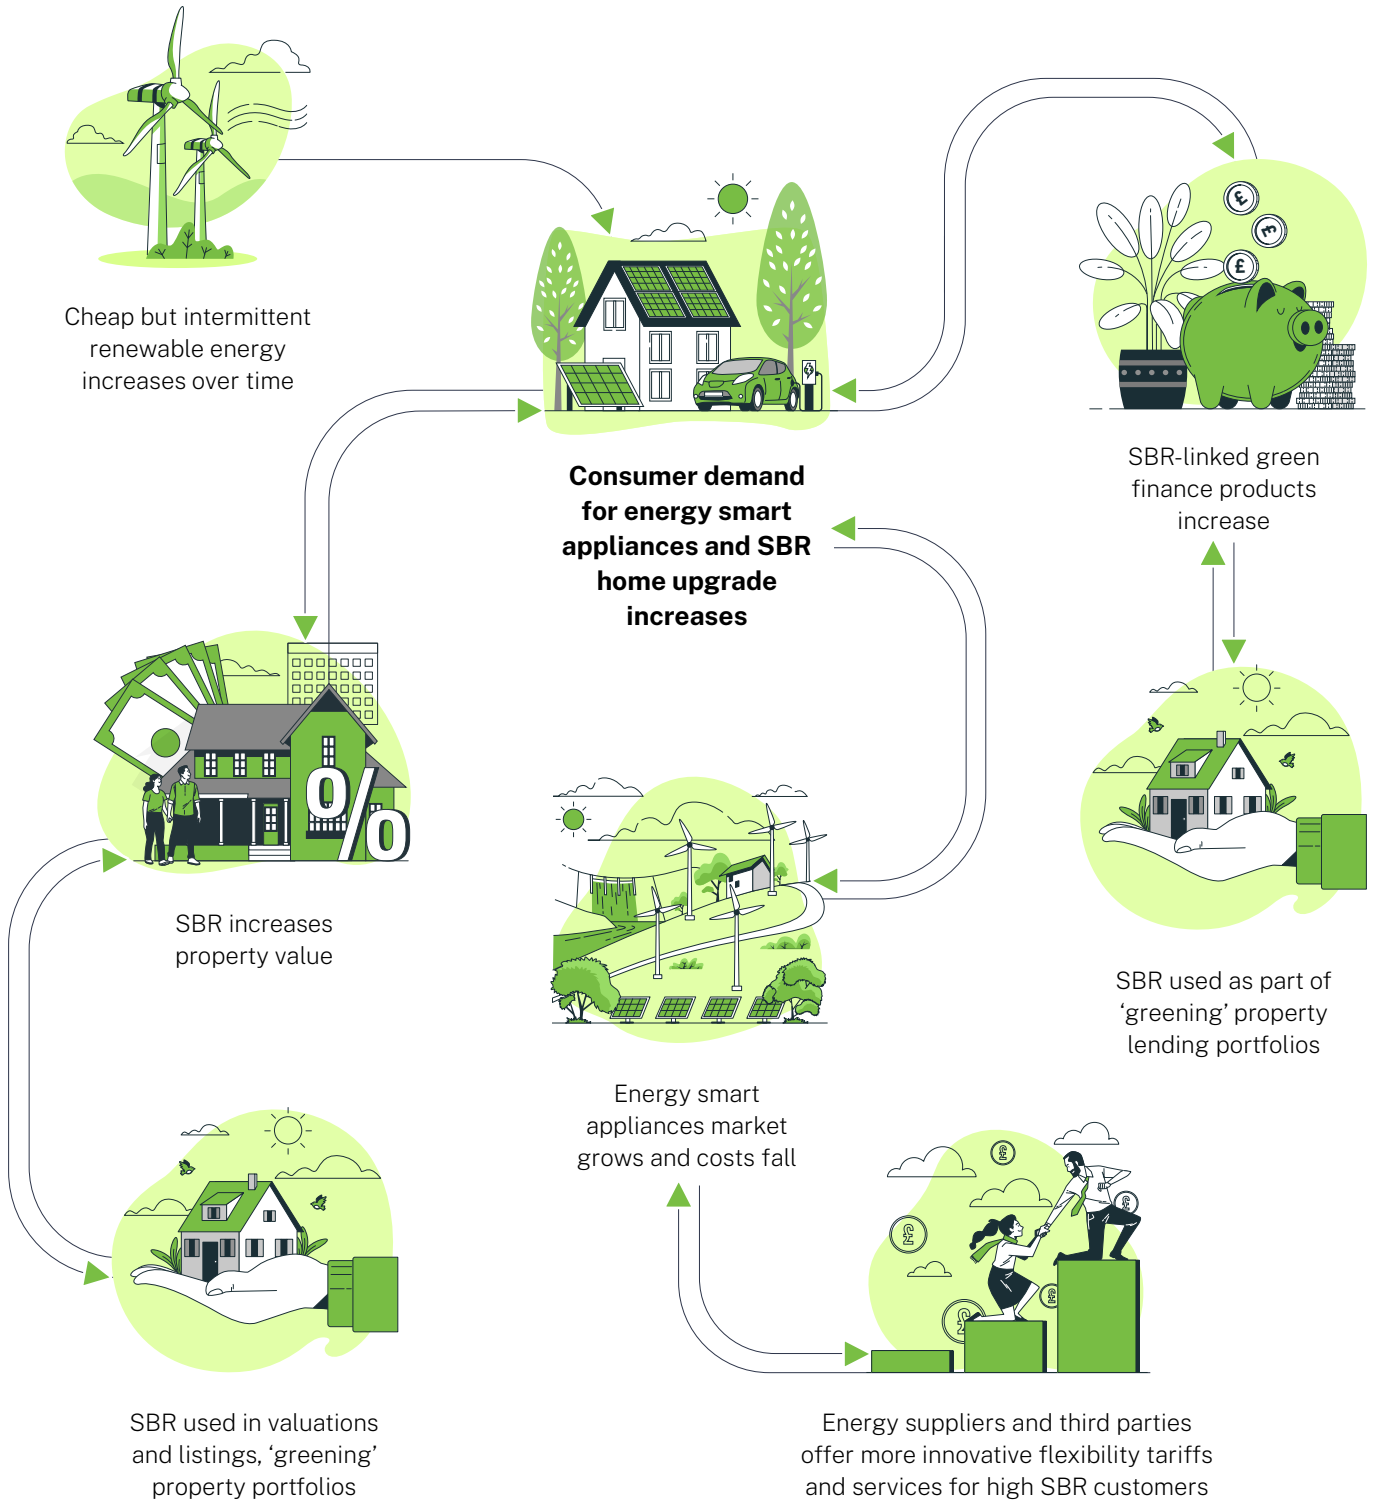 Cheap but intermittent
renewable energy
increases over time
Consumer demand
for energy smart
appliances and SBR
home upgrade
increases
SBR-linked green
finance products
increase
SBR increases
property value
SBR used as part of
‘greening’ property
lending portfolios
Energy smart
appliances market
grows and costs fall
SBR used in valuations
and listings, ‘greening’
property portfolios
Energy suppliers and third parties
offer more innovative flexibility tariffs
and services for high SBR customers